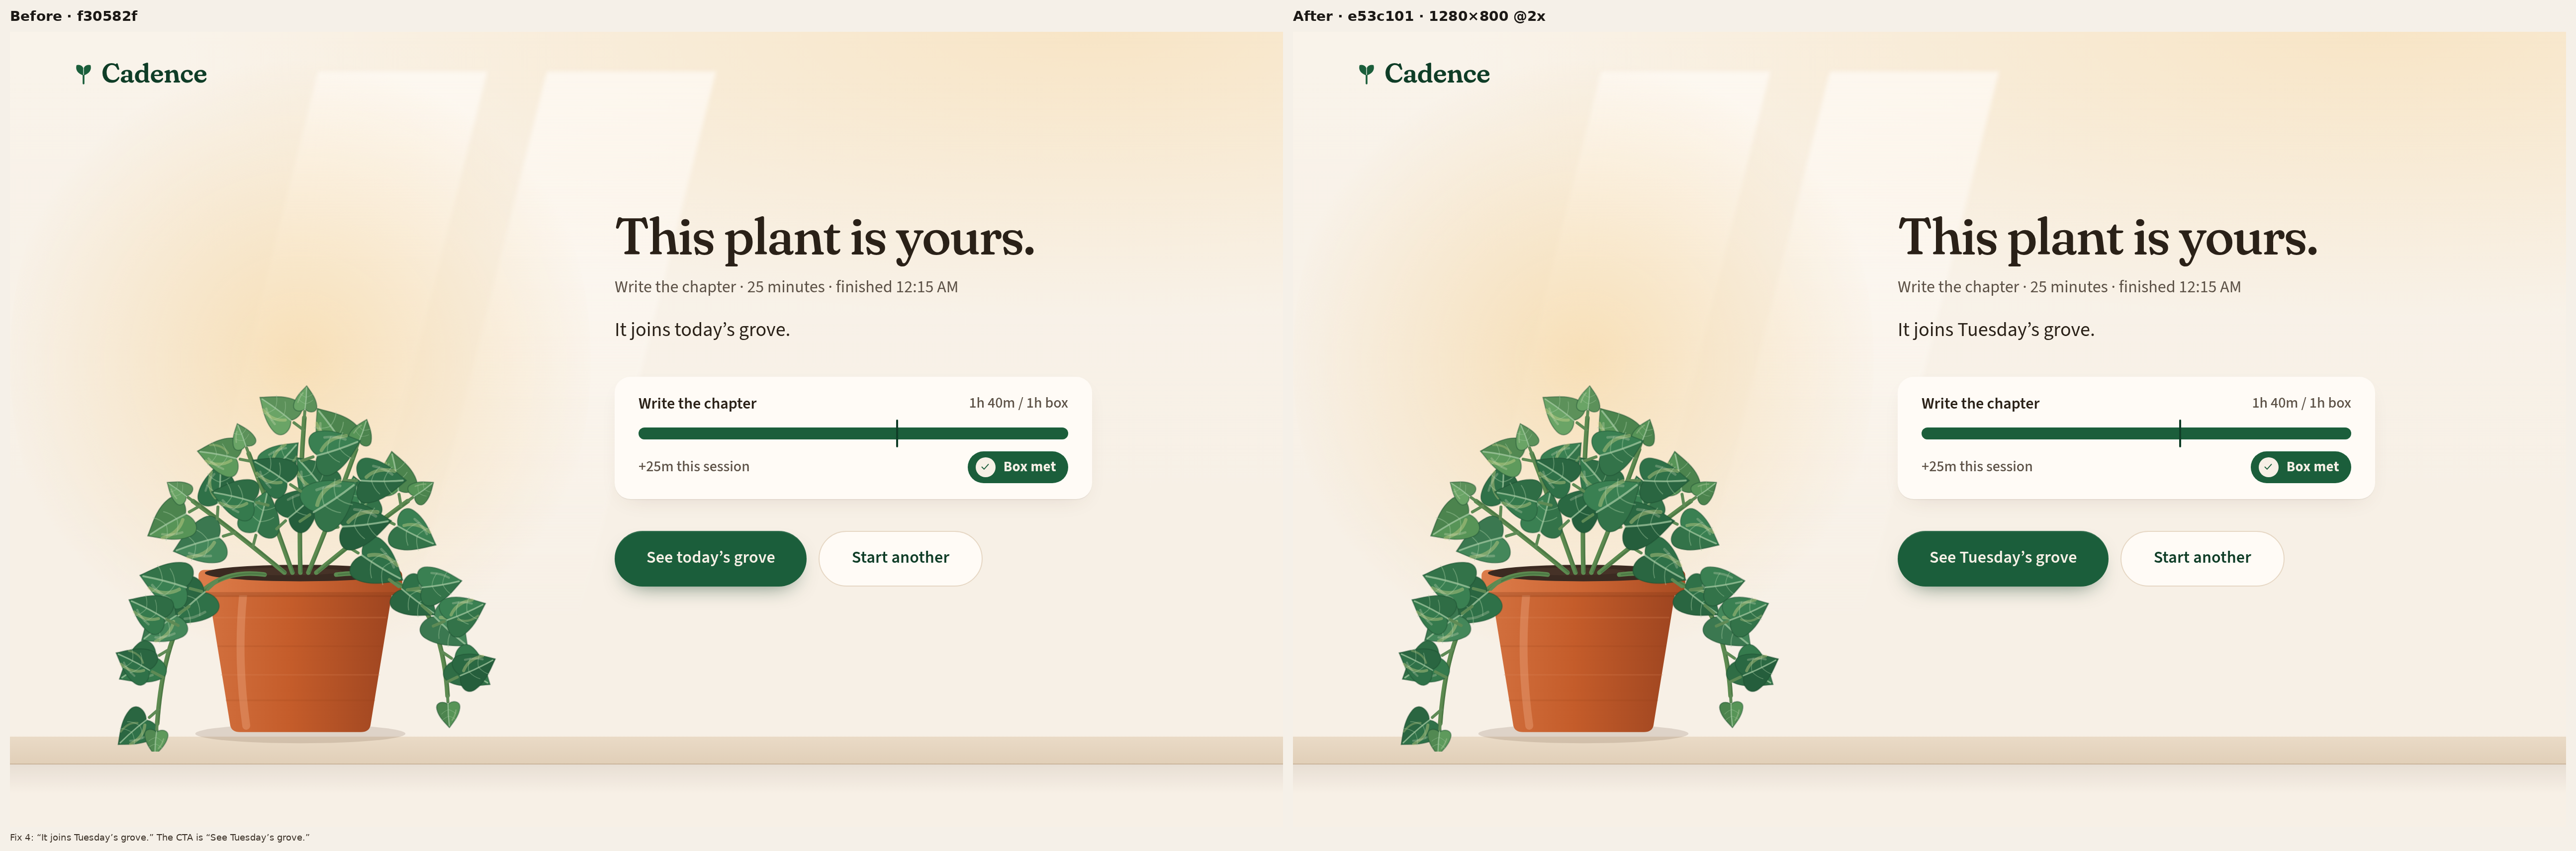 Before · f30582f
Cadence
This plant is yours.
Write the chapter · 25 minutes · finished 12:15 AM
It joins today’s grove.
Write the chapter
1h 40m / 1h box
+25m this session
Box met
See today’s grove
Start another
Fix 4: “It joins Tuesday’s grove.” The CTA is “See Tuesday’s grove.”
After · e53c101 · 1280×800 @2x
Cadence
This plant is yours.
Write the chapter · 25 minutes · finished 12:15 AM
It joins Tuesday’s grove.
Write the chapter
1h 40m / 1h box
+25m this session
Box met
See Tuesday’s grove
Start another